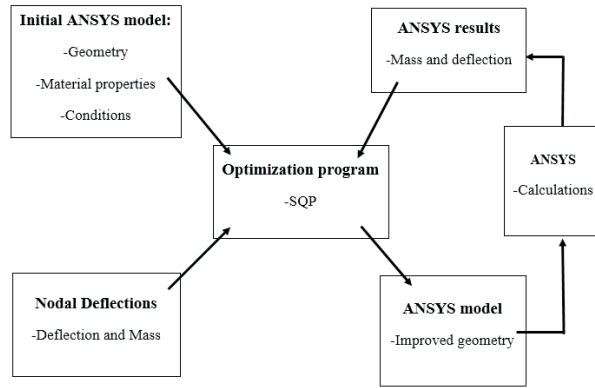 Initial ANSYS model:
-Geometry
-Material properties
-Conditions
ANSYS results
-Mass and deflection
Optimization program
-SQP
ANSYS
-Calculations
Nodal Deflections
-Deflection and Mass
ANSYS model
-Improved geometry